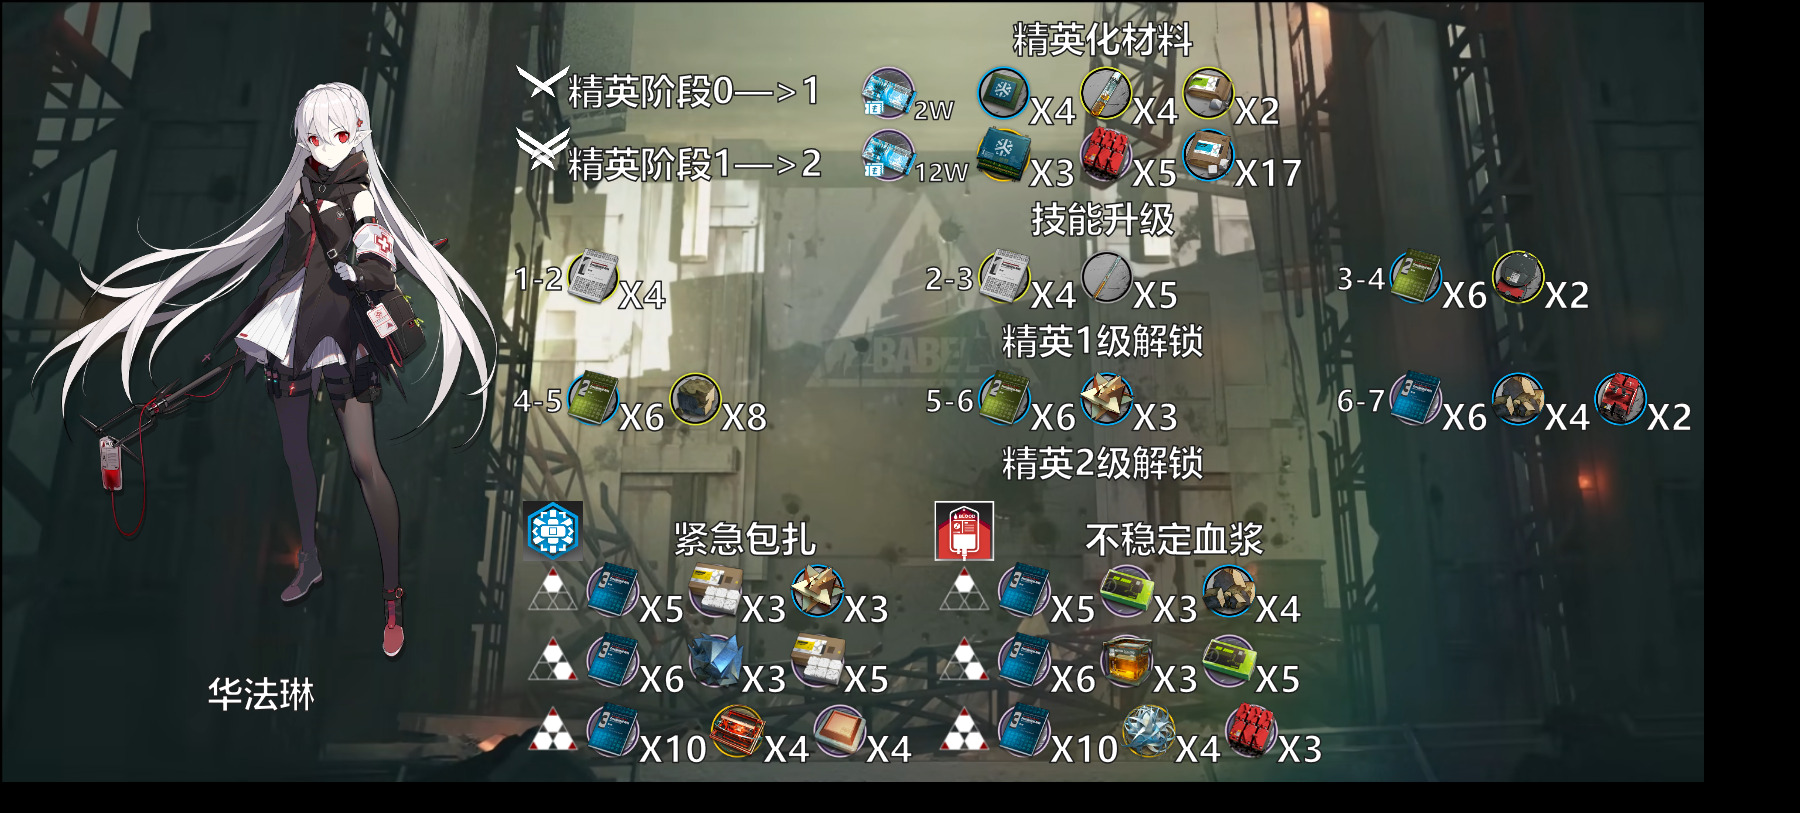 精英化材料
精英阶段0—>1 2W X4 X4 X2
精英阶段1—>2 12W X3 X5 X17
技能升级
1-2 X4 2-3 X4 X5 3-4 X6 X2
精英1级解锁
BABEL
4-5 X6 X8 5-6 X6 X3 6-7 X6 X4 X2
精英2级解锁
紧急包扎 BLOOD 不稳定血浆
X5 X3 X3 X5 X3 X4
X6 X3 X5 X6 X3 X5
华法琳
X10 X4 X4 X10 X4 X3